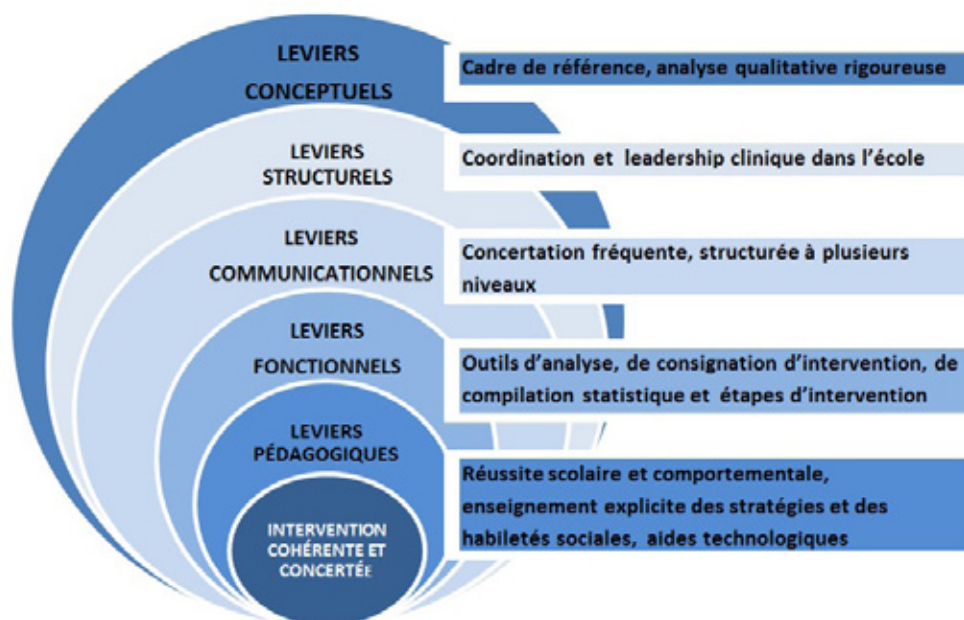 LEVIERS
CONCEPTUELS
Cadre de référence, analyse qualitative rigoureuse
LEVIERS
STRUCTURELS
Coordination et leadership clinique dans l'école
LEVIERS
COMMUNICATIONNELS
Concertation fréquente, structurée à plusieurs
niveaux
LEVIERS
FONCTIONNELS
Outils d'analyse, de consignation d'intervention, de
compilation statistique et étapes d'intervention
LEVIERS
PÉDAGOGIQUES
Réussite scolaire et comportementale,
enseignement explicite des stratégies et des
habiletés sociales, aides technologiques
INTERVENTION
COHÉRENTE ET
CONCERTÉE